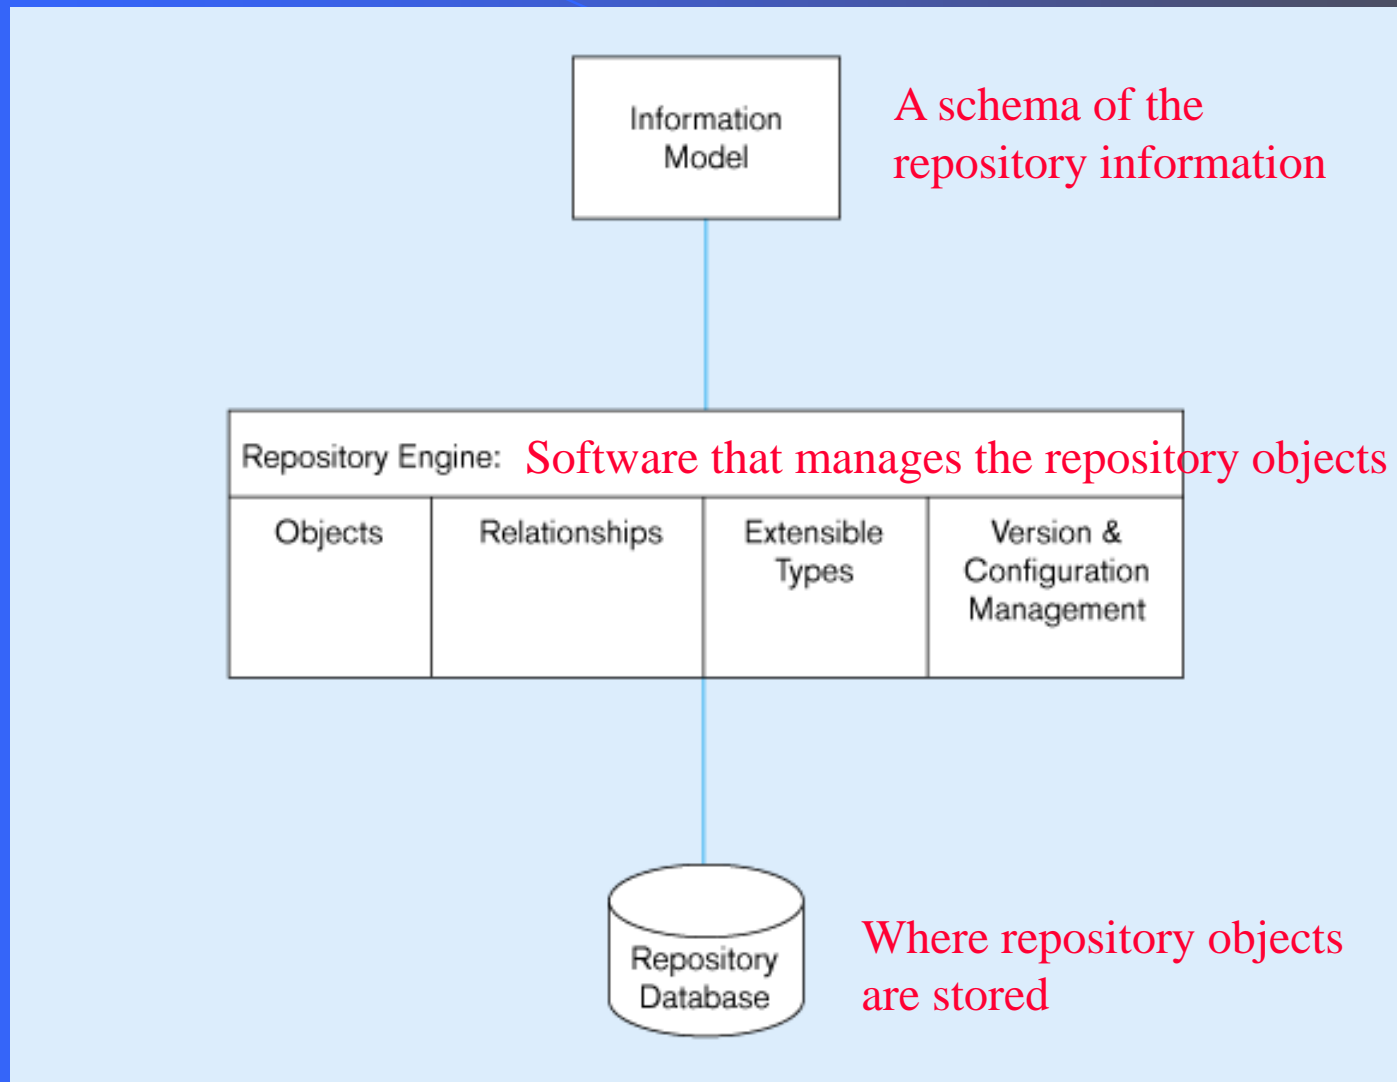 Information
Model
A schema of the
repository information
Repository Engine: Software that manages the repository objects
Objects
Relationships
Extensible
Types
Version &
Configuration
Management
Repository
Database
Where repository objects
are stored